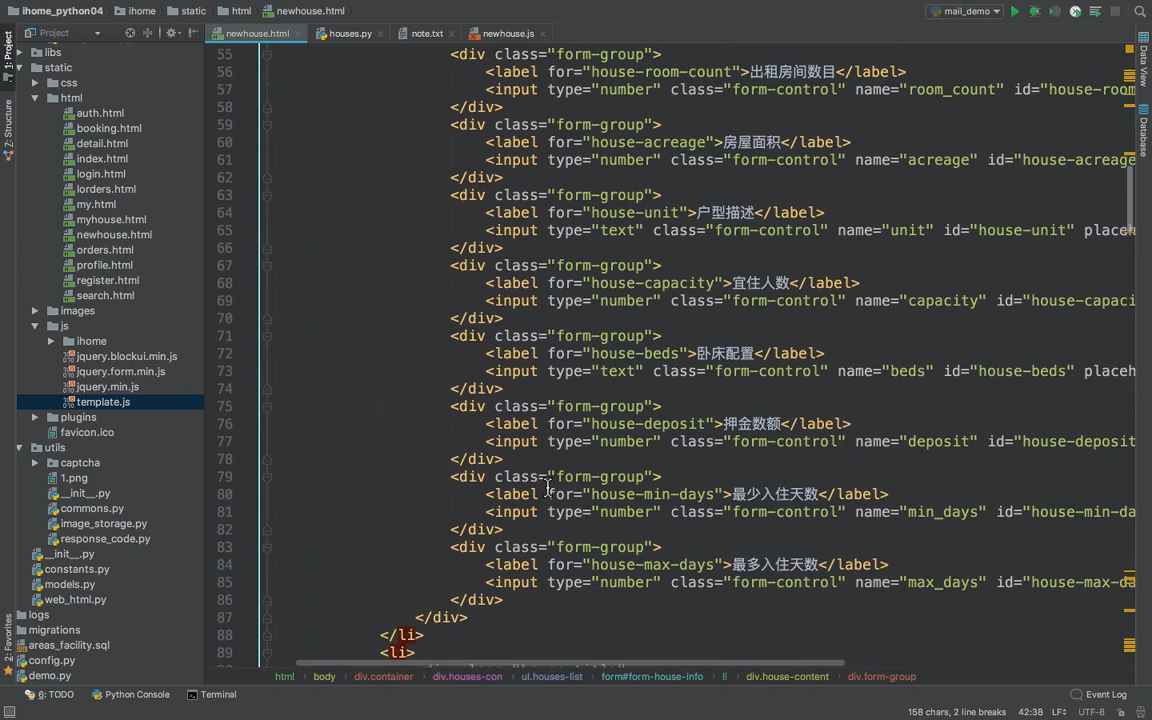 ihome_python04 ihome static html newhouse.html mail_demo
Project newhouse.html houses.py note.txt newhouse.js
1: Project
7: Structure
2: Favorites
Data View
Database
libs
static
css
html
auth.html
booking.html
detail.html
index.html
login.html
lorders.html
my.html
myhouse.html
newhouse.html
orders.html
profile.html
register.html
search.html
images
js
ihome
jquery.blockui.min.js
jquery.form.min.js
jquery.min.js
template.js
plugins
favicon.ico
utils
captcha
1.png
__init__.py
commons.py
image_storage.py
response_code.py
__init__.py
constants.py
models.py
web_html.py
logs
migrations
areas_facility.sql
config.py
demo.py
55 <div class="form-group">
56 <label for="house-room-count">出租房间数目</label>
57 <input type="number" class="form-control" name="room_count" id="house-room
58 </div>
59 <div class="form-group">
60 <label for="house-acreage">房屋面积</label>
61 <input type="number" class="form-control" name="acreage" id="house-acreage
62 </div>
63 <div class="form-group">
64 <label for="house-unit">户型描述</label>
65 <input type="text" class="form-control" name="unit" id="house-unit" placeh
66 </div>
67 <div class="form-group">
68 <label for="house-capacity">宜住人数</label>
69 <input type="number" class="form-control" name="capacity" id="house-capaci
70 </div>
71 <div class="form-group">
72 <label for="house-beds">卧床配置</label>
73 <input type="text" class="form-control" name="beds" id="house-beds" placeh
74 </div>
75 <div class="form-group">
76 <label for="house-deposit">押金数额</label>
77 <input type="number" class="form-control" name="deposit" id="house-deposit
78 </div>
79 <div class="form-group">
80 <label for="house-min-days">最少入住天数</label>
81 <input type="number" class="form-control" name="min_days" id="house-min-da
82 </div>
83 <div class="form-group">
84 <label for="house-max-days">最多入住天数</label>
85 <input type="number" class="form-control" name="max_days" id="house-max-da
86 </div>
87 </div>
88 </li>
89 <li>
html body div.container div.houses-con ul.houses-list form#form-house-info li div.house-content div.form-group
6: TODO Python Console Terminal Event Log
158 chars, 2 line breaks 42:38 LF÷ UTF-8